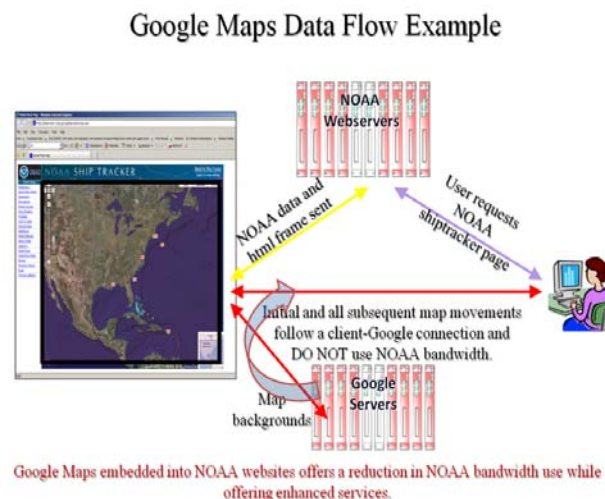 Google Maps Data Flow Example
NOAA
Webservers
NOAA SHIP TRACKER
NOAA data and
html frame sent
User requests
NOAA
shiptracker page
Initial and all subsequent map movements
follow a client-Google connection and
DO NOT use NOAA bandwidth.
Map
backgrounds
Google
Servers
Google Maps embedded into NOAA websites offers a reduction in NOAA bandwidth use while
offering enhanced services.